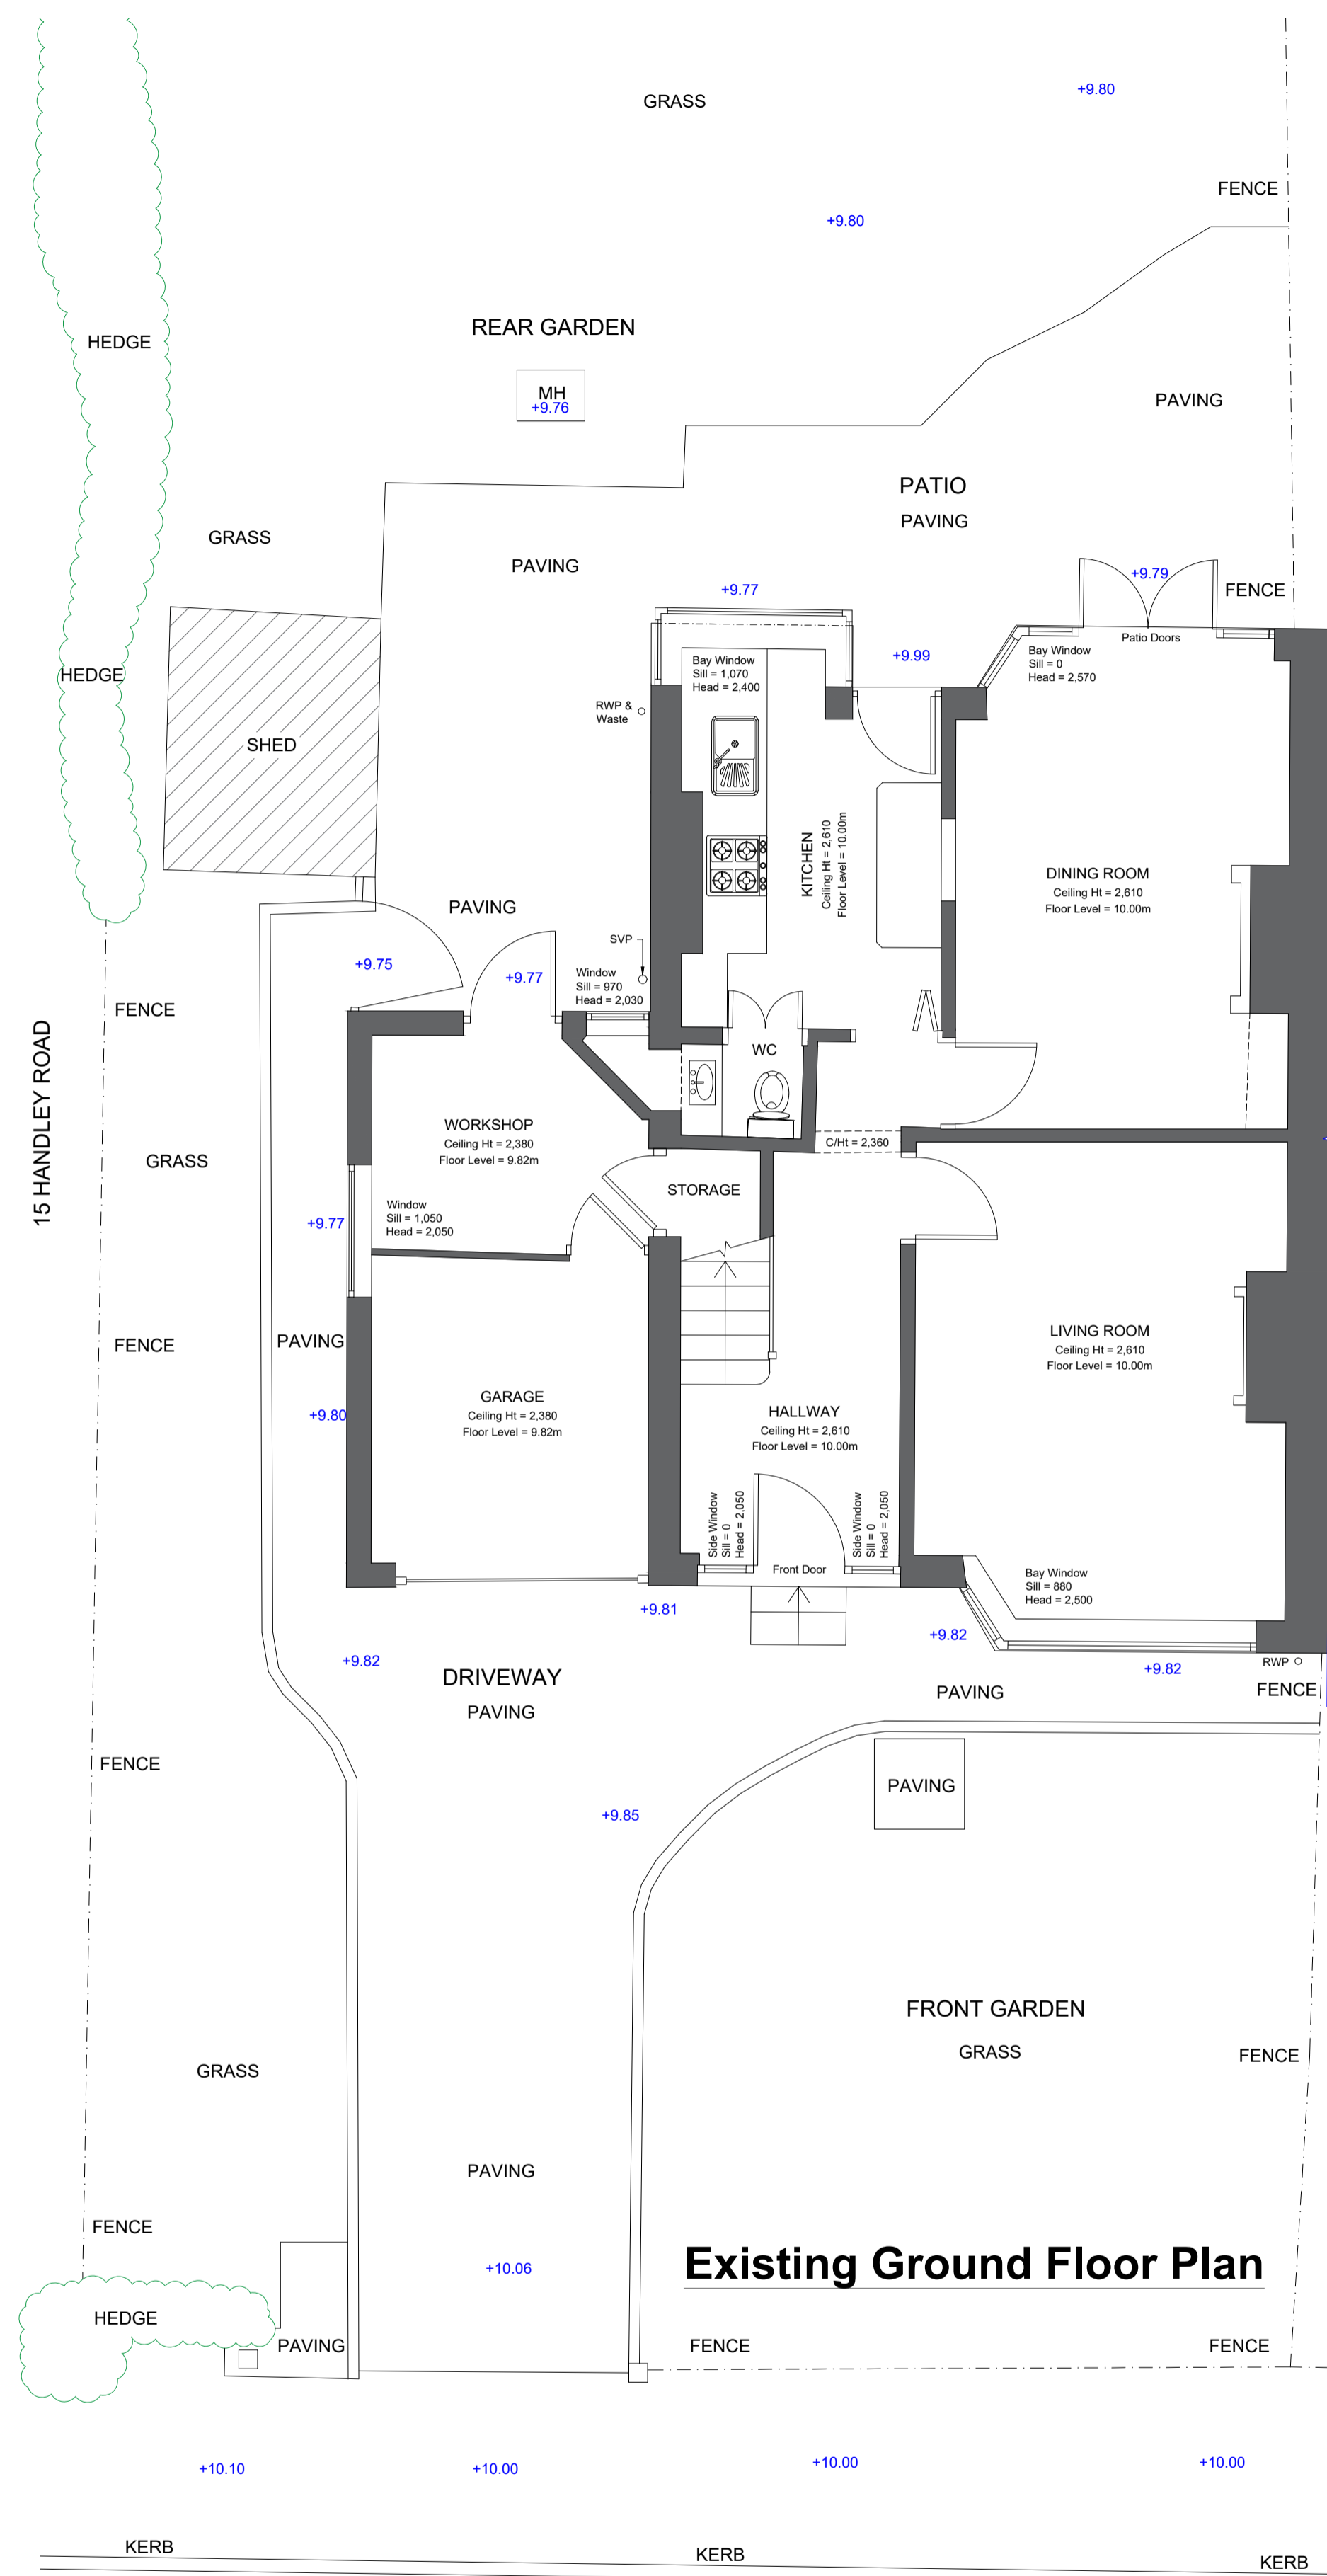 +9.80
GRASS
FENCE
+9.80
REAR GARDEN
HEDGE
MH
+9.76
PAVING
PATIO
PAVING
GRASS
PAVING
+9.79
+9.77
FENCE
Patio Doors
+9.99
Bay Window
Sill = 0
Head = 2,570
Bay Window
Sill = 1,070
Head = 2,400
HEDGE
RWP &
Waste
SHED
KITCHEN
Ceiling Ht = 2,610
Floor Level = 10.00m
DINING ROOM
Ceiling Ht = 2,610
Floor Level = 10.00m
PAVING
SVP
+9.75
+9.77
Window
Sill = 970
Head = 2,030
FENCE
15 HANDLEY ROAD
WC
WORKSHOP
Ceiling Ht = 2,380
Floor Level = 9.82m
C/Ht = 2,360
GRASS
STORAGE
Window
Sill = 1,050
Head = 2,050
+9.77
PAVING
FENCE
LIVING ROOM
Ceiling Ht = 2,610
Floor Level = 10.00m
GARAGE
Ceiling Ht = 2,380
Floor Level = 9.82m
+9.80
HALLWAY
Ceiling Ht = 2,610
Floor Level = 10.00m
Side Window
Sill = 0
Head = 2,050
Side Window
Sill = 0
Head = 2,050
Front Door
Bay Window
Sill = 880
Head = 2,500
+9.81
+9.82
+9.82
+9.82
RWP
DRIVEWAY
PAVING
PAVING
FENCE
FENCE
PAVING
+9.85
FRONT GARDEN
GRASS
FENCE
GRASS
PAVING
FENCE
+10.06
Existing Ground Floor Plan
HEDGE
PAVING
FENCE
FENCE
+10.10
+10.00
+10.00
+10.00
KERB
KERB
KERB